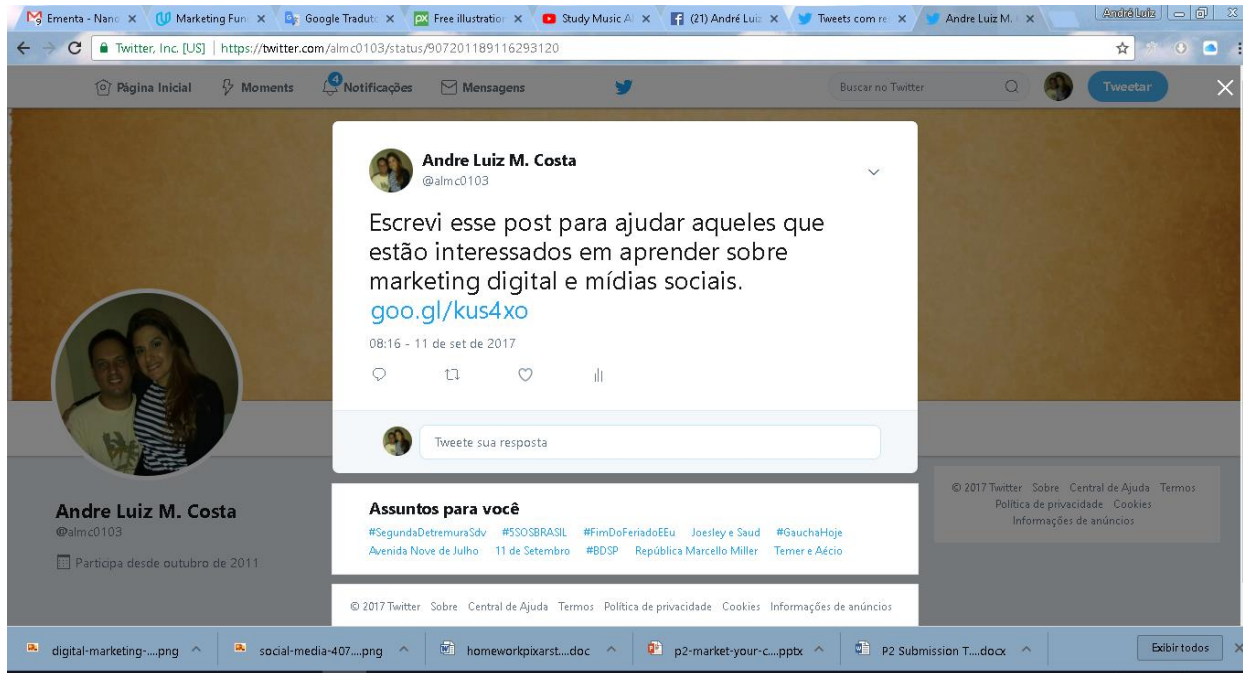 Ementa - Nano
Marketing Fun
Google Traduto
Free illustration
Study Music Al
(21) André Luiz
Tweets com re
Andre Luiz M.
André Luiz
Twitter, Inc. [US] | https://twitter.com/almc0103/status/907201189116293120
Página Inicial
Moments
4
Notificações
Mensagens
Buscar no Twitter
Tweetar
Andre Luiz M. Costa
@almc0103
Escrevi esse post para ajudar aqueles que
estão interessados em aprender sobre
marketing digital e mídias sociais.
goo.gl/kus4xo
08:16 - 11 de set de 2017
Tweete sua resposta
Andre Luiz M. Costa
@almc0103
Participa desde outubro de 2011
Assuntos para você
#SegundaDetremuraSdv #5SOSBRASIL #FimDoFeriadoEEu Joesley e Saud #GauchaHoje
Avenida Nove de Julho 11 de Setembro #BDSP República Marcello Miller Temer e Aécio
© 2017 Twitter Sobre Central de Ajuda Termos Política de privacidade Cookies Informações de anúncios
© 2017 Twitter Sobre Central de Ajuda Termos
Política de privacidade Cookies
Informações de anúncios
digital-marketing-....png
social-media-407....png
homeworkpixarst....doc
p2-market-your-c....pptx
P2 Submission T....docx
Exibir todos